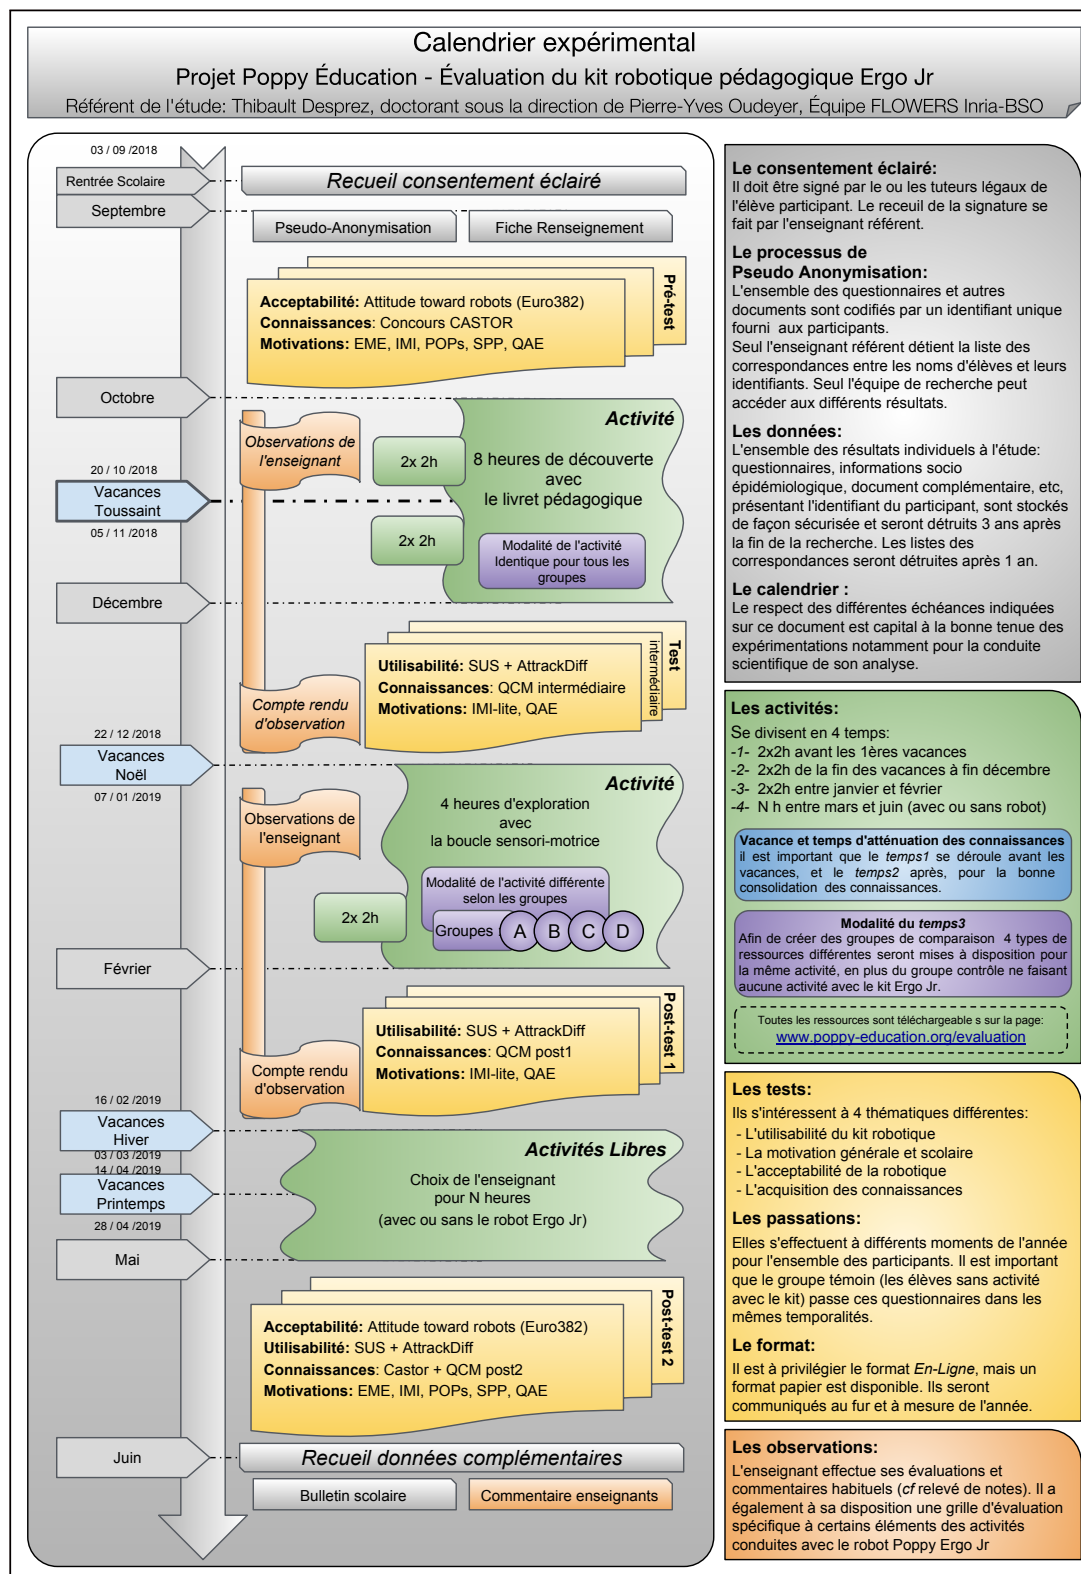 Calendrier expérimental
Projet Poppy Éducation - Évaluation du kit robotique pédagogique Ergo Jr
Référent de l'étude: Thibault Desprez, doctorant sous la direction de Pierre-Yves Oudeyer, Équipe FLOWERS Inria-BSO
03 / 09 /2018
Rentrée Scolaire
Recueil consentement éclairé
Septembre
Pseudo-Anonymisation
Fiche Renseignement
Pré-test
Acceptabilité: Attitude toward robots (Euro382)
Connaissances: Concours CASTOR
Motivations: EME, IMI, POPs, SPP, QAE
Octobre
Observations de
l'enseignant
Activité
2x 2h
8 heures de découverte
avec
le livret pédagogique
20 / 10 /2018
Vacances
Toussaint
05 / 11 /2018
2x 2h
Modalité de l'activité
Identique pour tous les
groupes
Décembre
Test
intermédiaire
Utilisabilité: SUS + AttrackDiff
Connaissances: QCM intermédiaire
Motivations: IMI-lite, QAE
Compte rendu
d'observation
22 / 12 /2018
Vacances
Noël
07 / 01 /2019
Activité
Observations de
l'enseignant
4 heures d'exploration
avec
la boucle sensori-motrice
Modalité de l'activité différente
selon les groupes
2x 2h
Groupes :
A
B
C
D
Février
Post-test 1
Utilisabilité: SUS + AttrackDiff
Connaissances: QCM post1
Motivations: IMI-lite, QAE
Compte rendu
d'observation
16 / 02 /2019
Vacances
Hiver
03 / 03 /2019
14 / 04 /2019
Vacances
Printemps
28 / 04 /2019
Activités Libres
Choix de l'enseignant
pour N heures
(avec ou sans le robot Ergo Jr)
Mai
Post-test 2
Acceptabilité: Attitude toward robots (Euro382)
Utilisabilité: SUS + AttrackDiff
Connaissances: Castor + QCM post2
Motivations: EME, IMI, POPs, SPP, QAE
Juin
Recueil données complémentaires
Bulletin scolaire
Commentaire enseignants
Le consentement éclairé:
Il doit être signé par le ou les tuteurs légaux de
l'élève participant. Le receuil de la signature se
fait par l'enseignant référent.
Le processus de
Pseudo Anonymisation:
L'ensemble des questionnaires et autres
documents sont codifiés par un identifiant unique
fourni aux participants.
Seul l'enseignant référent détient la liste des
correspondances entre les noms d'élèves et leurs
identifiants. Seul l'équipe de recherche peut
accéder aux différents résultats.
Les données:
L'ensemble des résultats individuels à l'étude:
questionnaires, informations socio
épidémiologique, document complémentaire, etc,
présentant l'identifiant du participant, sont stockés
de façon sécurisée et seront détruits 3 ans après
la fin de la recherche. Les listes des
correspondances seront détruites après 1 an.
Le calendrier :
Le respect des différentes échéances indiquées
sur ce document est capital à la bonne tenue des
expérimentations notamment pour la conduite
scientifique de son analyse.
Les activités:
Se divisent en 4 temps:
-1- 2x2h avant les 1ères vacances
-2- 2x2h de la fin des vacances à fin décembre
-3- 2x2h entre janvier et février
-4- N h entre mars et juin (avec ou sans robot)
Vacance et temps d'atténuation des connaissances
il est important que le temps1 se déroule avant les
vacances, et le temps2 après, pour la bonne
consolidation des connaissances.
Modalité du temps3
Afin de créer des groupes de comparaison 4 types de
ressources différentes seront mises à disposition pour
la même activité, en plus du groupe contrôle ne faisant
aucune activité avec le kit Ergo Jr.
Toutes les ressources sont téléchargeable s sur la page:
www.poppy-education.org/evaluation
Les tests:
Ils s'intéressent à 4 thématiques différentes:
- L'utilisabilité du kit robotique
- La motivation générale et scolaire
- L'acceptabilité de la robotique
- L'acquisition des connaissances
Les passations:
Elles s'effectuent à différents moments de l'année
pour l'ensemble des participants. Il est important
que le groupe témoin (les élèves sans activité
avec le kit) passe ces questionnaires dans les
mêmes temporalités.
Le format:
Il est à privilégier le format En-Ligne, mais un
format papier est disponible. Ils seront
communiqués au fur et à mesure de l'année.
Les observations:
L'enseignant effectue ses évaluations et
commentaires habituels (cf relevé de notes). Il a
également à sa disposition une grille d'évaluation
spécifique à certains éléments des activités
conduites avec le robot Poppy Ergo Jr